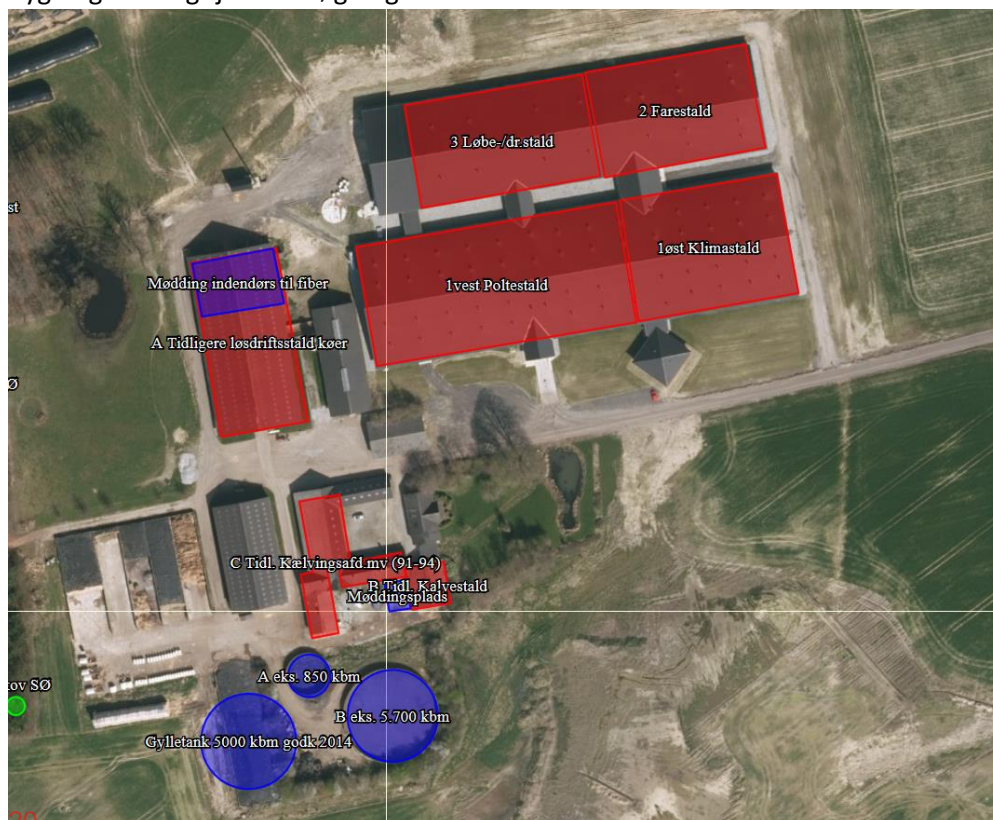 2 Farestald
3 Løbe-/dr.stald
st
1øst Klimastald
Mødding indendørs til fiber
1vest Poltestald
A Tidligere løsdriftsstald køer
Ø
C Tidl. Kælvingsafd.mv (91-94)
B Tidl. Kalvestald
Møddingsplads
A eks. 850 kbm
ov SØ
B eks. 5.700 kbm
Gylletank 5000 kbm godk 2014